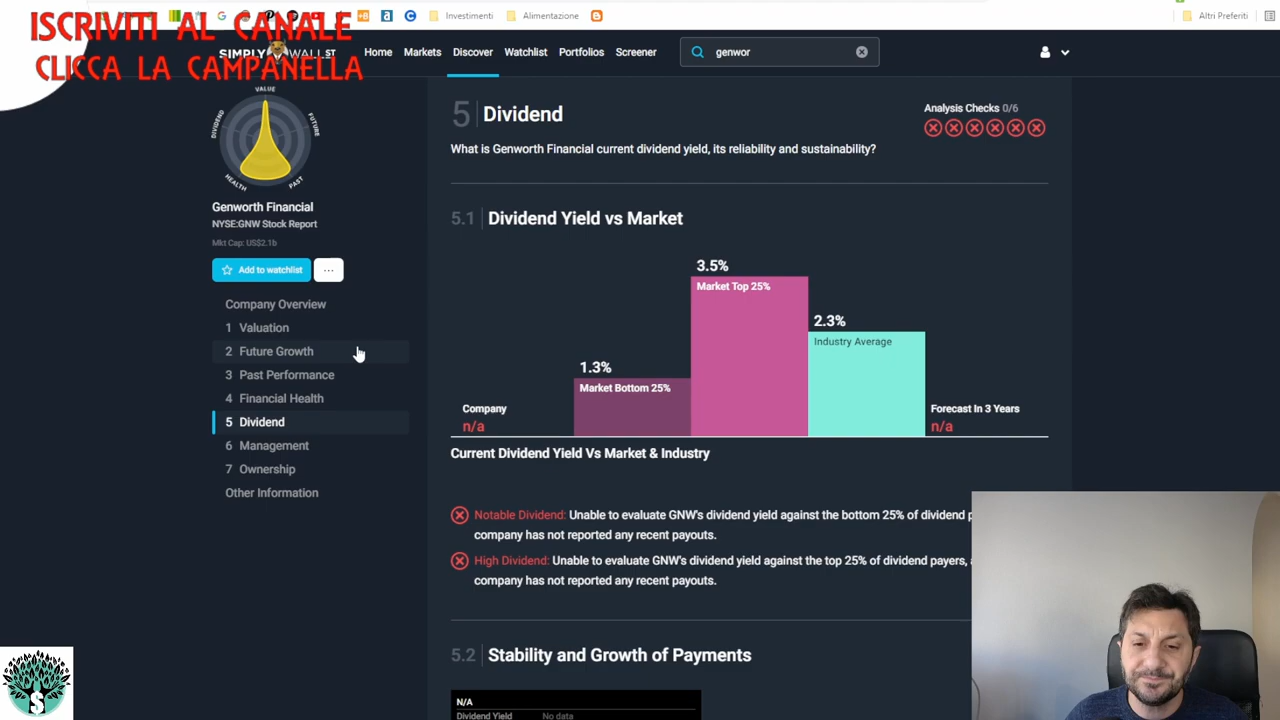 Investimenti
Alimentazione
Altri Preferiti
ISCRIVITI AL CANALE
CLICCA LA CAMPANELLA
SIMPLY WALL ST
Home
Markets
Discover
Watchlist
Portfolios
Screener
genwor
VALUE
FUTURE
PAST
HEALTH
DIVIDEND
Genworth Financial
NYSE:GNW Stock Report
Mkt Cap: US$2.1b
Add to watchlist
...
Company Overview
1 Valuation
2 Future Growth
3 Past Performance
4 Financial Health
5 Dividend
6 Management
7 Ownership
Other Information
5 Dividend
Analysis Checks 0/6
What is Genworth Financial current dividend yield, its reliability and sustainability?
5.1 Dividend Yield vs Market
3.5%
Market Top 25%
2.3%
Industry Average
1.3%
Market Bottom 25%
Company
n/a
Forecast In 3 Years
n/a
Current Dividend Yield Vs Market & Industry
Notable Dividend: Unable to evaluate GNW's dividend yield against the bottom 25% of dividend
company has not reported any recent payouts.
High Dividend: Unable to evaluate GNW's dividend yield against the top 25% of dividend payers,
company has not reported any recent payouts.
5.2 Stability and Growth of Payments
N/A
Dividend Yield No data
$